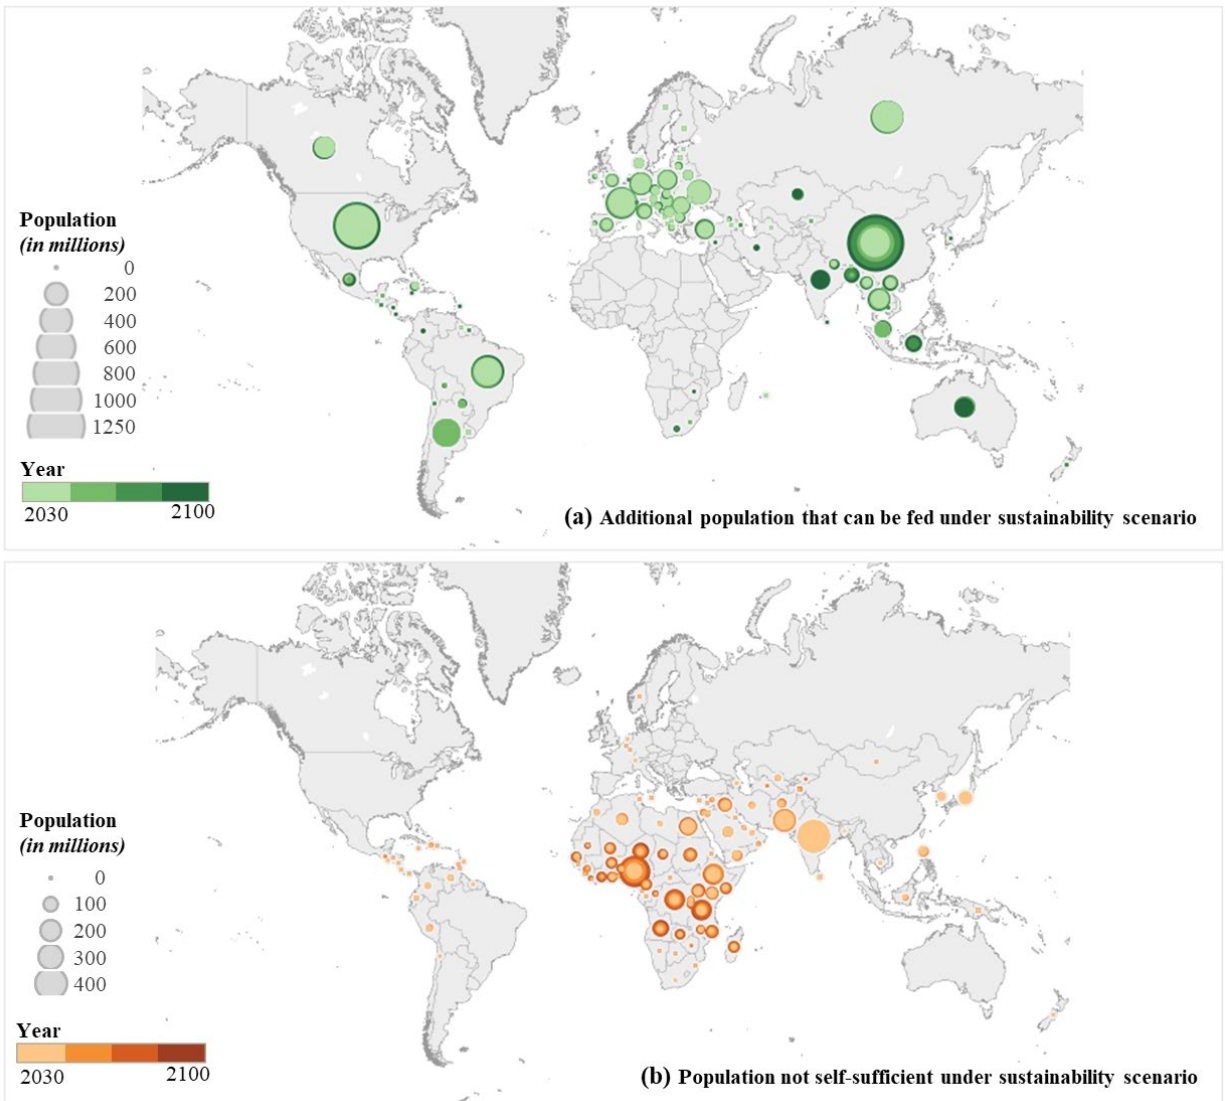 Population
(in millions)
0
200
400
600
800
1000
1250
Year
2030
2100
(a) Additional population that can be fed under sustainability scenario
Population
(in millions)
0
100
200
300
400
Year
2030
2100
(b) Population not self-sufficient under sustainability scenario